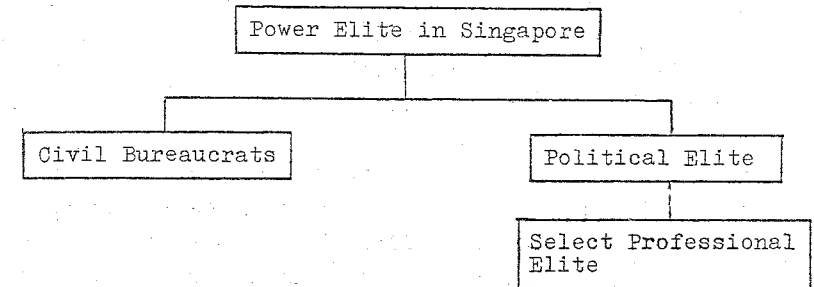 Power Elite in Singapore
Civil Bureaucrats
Political Elite
Select Professional
Elite